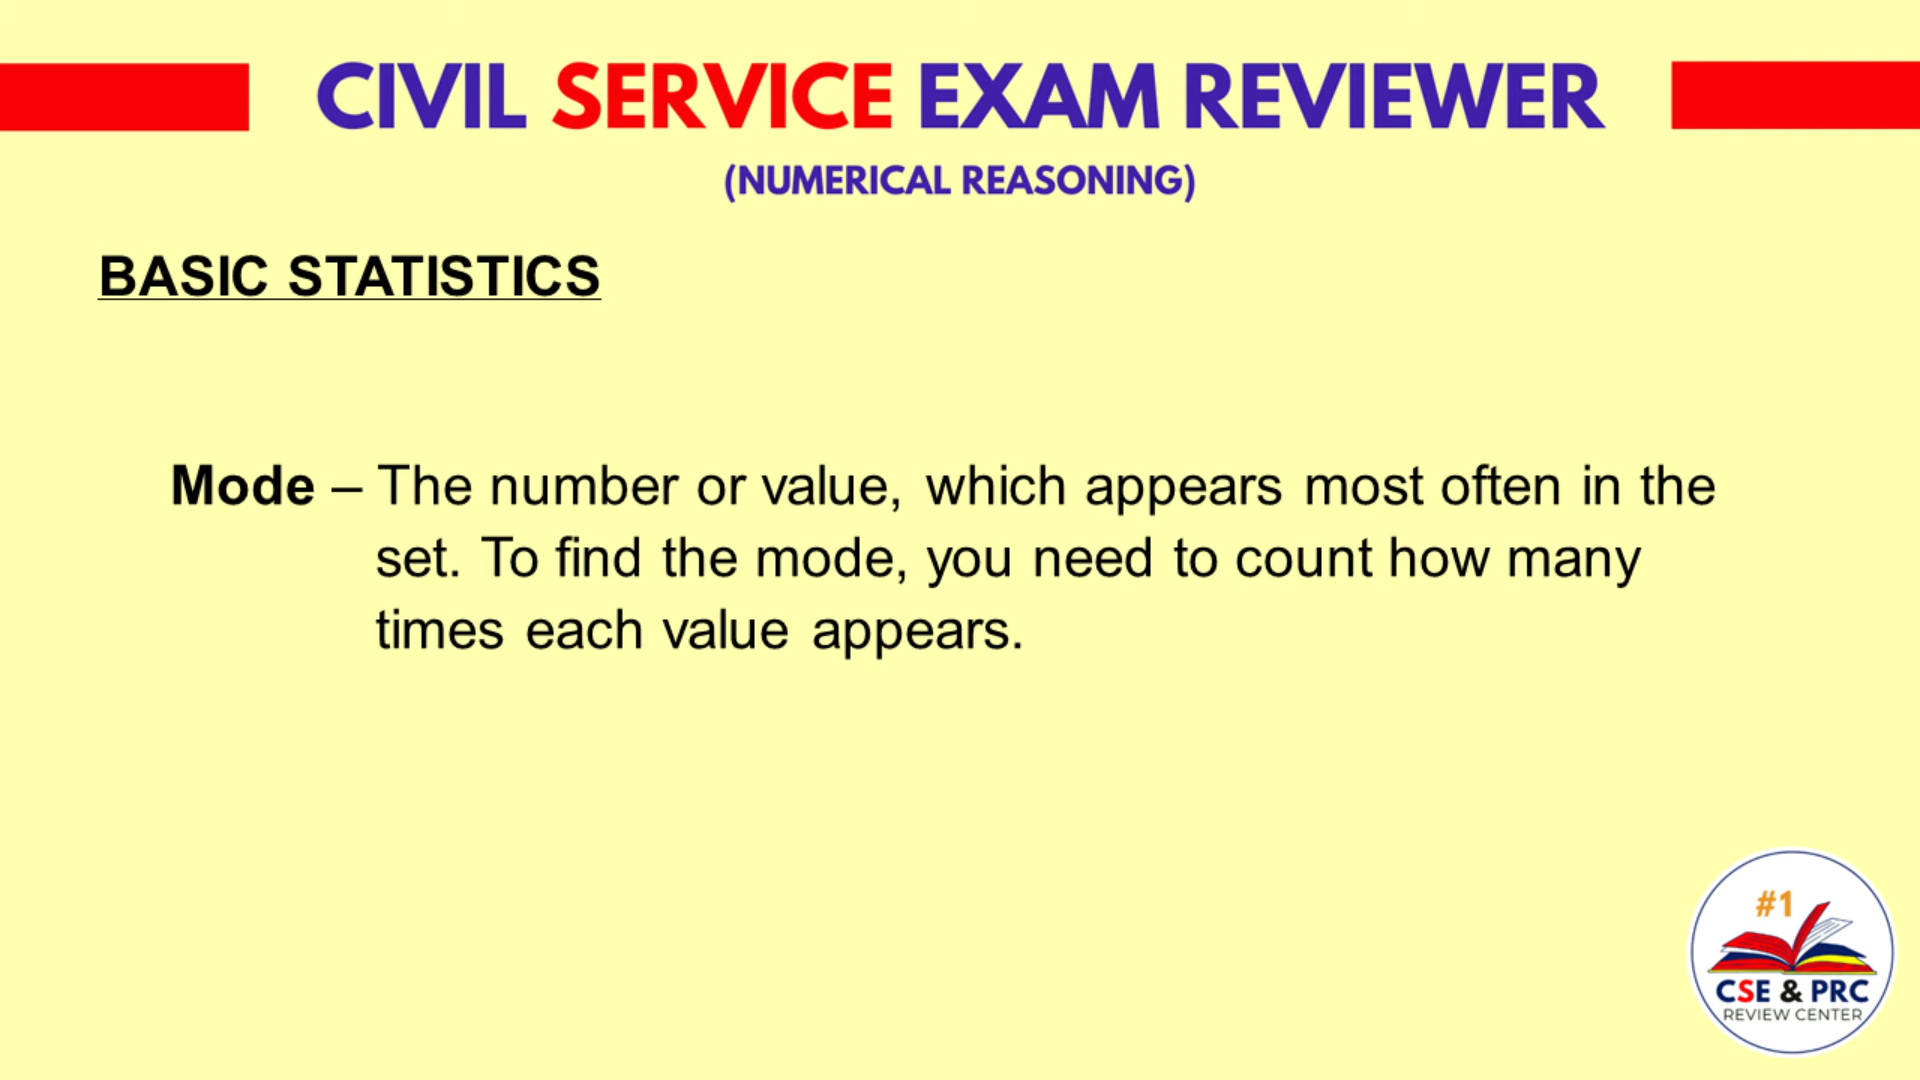 CIVIL SERVICE EXAM REVIEWER
(NUMERICAL REASONING)
BASIC STATISTICS
Mode – The number or value, which appears most often in the
set. To find the mode, you need to count how many
times each value appears.
#1
CSE & PRC
REVIEW CENTER